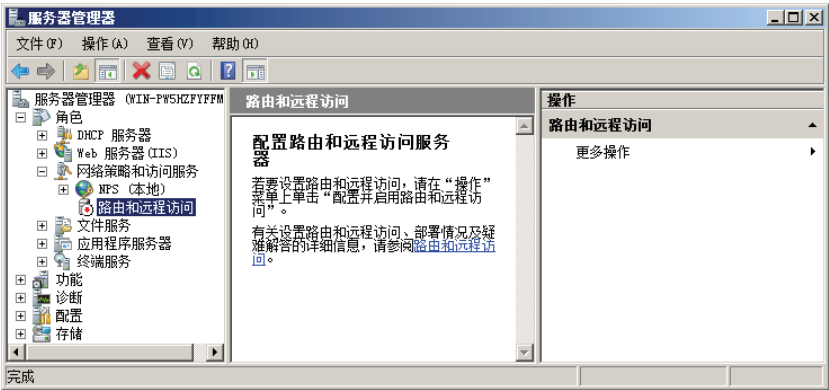 服务器管理器
文件(F) 操作(A) 查看(V) 帮助(H)
服务器管理器 (WIN-PW5HZFYFFM
角色
DHCP 服务器
Web 服务器(IIS)
网络策略和访问服务
NPS (本地)
路由和远程访问
文件服务
应用程序服务器
终端服务
功能
诊断
配置
存储
路由和远程访问
配置路由和远程访问服务
器
若要设置路由和远程访问，请在“操作”
菜单上单击“配置并启用路由和远程访
问”。
有关设置路由和远程访问、部署情况及疑
难解答的详细信息，请参阅路由和远程访
问。
操作
路由和远程访问
更多操作
完成